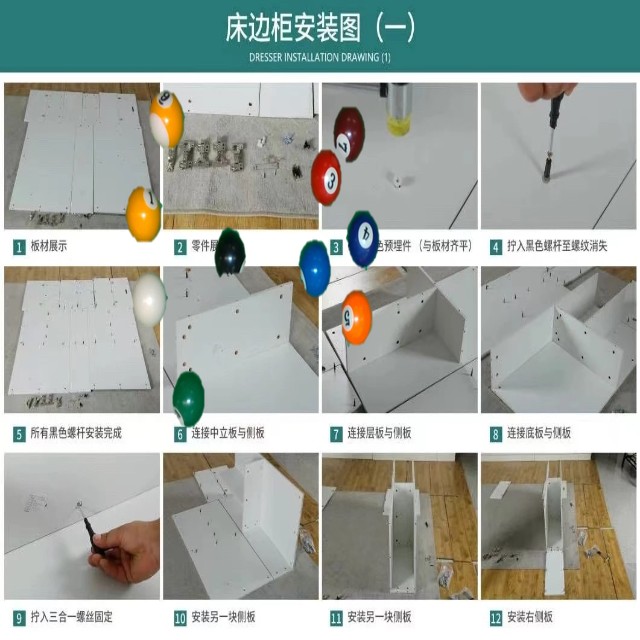 床边柜安装图（一）
DRESSER INSTALLATION DRAWING (1)
1 板材展示
2 零件展
3 色预埋件（与板材齐平）
4 拧入黑色螺杆至螺纹消失
5 所有黑色螺杆安装完成
6 连接中立板与侧板
7 连接层板与侧板
8 连接底板与侧板
9 拧入三合一螺丝固定
10 安装另一块侧板
11 安装另一块侧板
12 安装右侧板
1
3
4
5